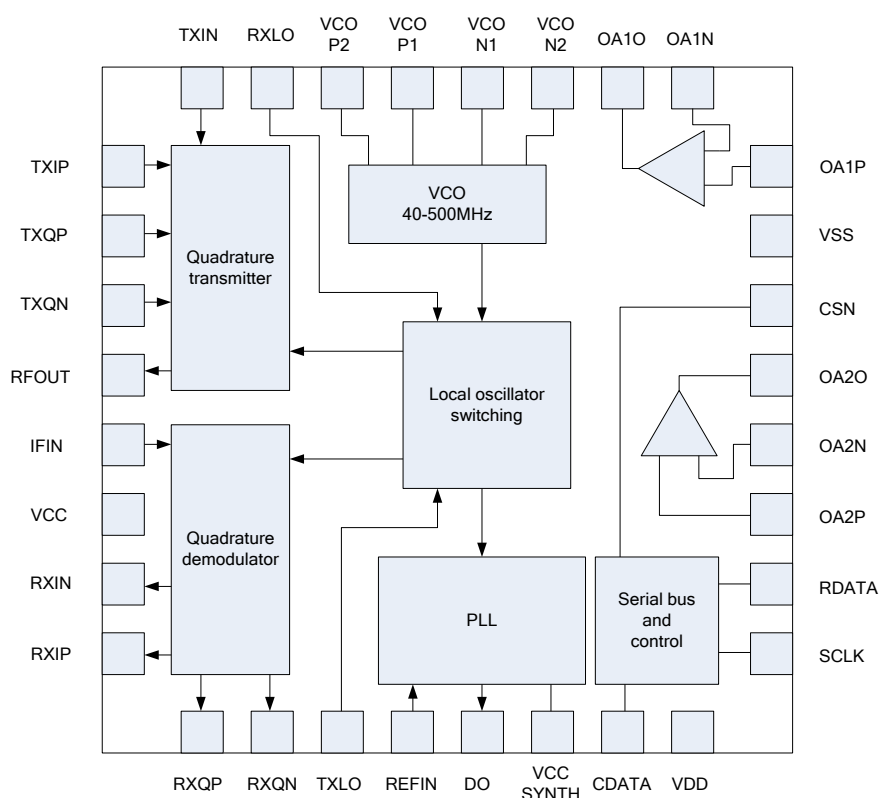 TXIN
RXLO
VCO
P2
VCO
P1
VCO
N1
VCO
N2
OA1O
OA1N
TXIP
TXQP
TXQN
RFOUT
IFIN
VCC
RXIN
RXIP
Quadrature
transmitter
VCO
40-500MHz
Local oscillator
switching
Quadrature
demodulator
PLL
Serial bus
and
control
OA1P
VSS
CSN
OA2O
OA2N
OA2P
RDATA
SCLK
RXQP
RXQN
TXLO
REFIN
DO
VCC
SYNTH
CDATA
VDD